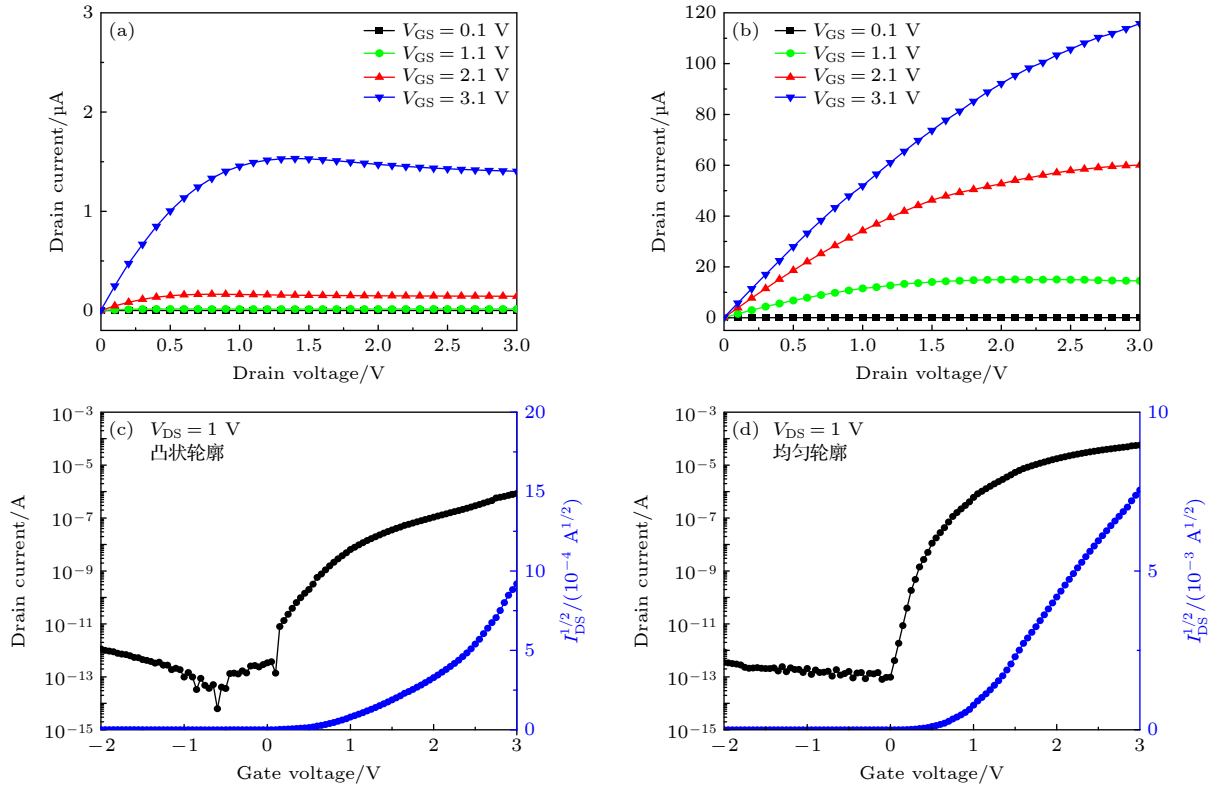 (a)
V_GS = 0.1 V
V_GS = 1.1 V
V_GS = 2.1 V
V_GS = 3.1 V
3
2
1
0
Drain current/μA
0 0.5 1.0 1.5 2.0 2.5 3.0
Drain voltage/V
(b)
V_GS = 0.1 V
V_GS = 1.1 V
V_GS = 2.1 V
V_GS = 3.1 V
120
100
80
60
40
20
0
Drain current/μA
0 0.5 1.0 1.5 2.0 2.5 3.0
Drain voltage/V
(c) V_DS = 1 V
凸状轮廓
10^−3
10^−5
10^−7
10^−9
10^−11
10^−13
10^−15
Drain current/A
20
15
10
5
0
I_DS^1/2/(10^−4 A^1/2)
−2 −1 0 1 2 3
Gate voltage/V
(d) V_DS = 1 V
均匀轮廓
10^−3
10^−5
10^−7
10^−9
10^−11
10^−13
10^−15
Drain current/A
10
5
0
I_DS^1/2/(10^−3 A^1/2)
−2 −1 0 1 2 3
Gate voltage/V